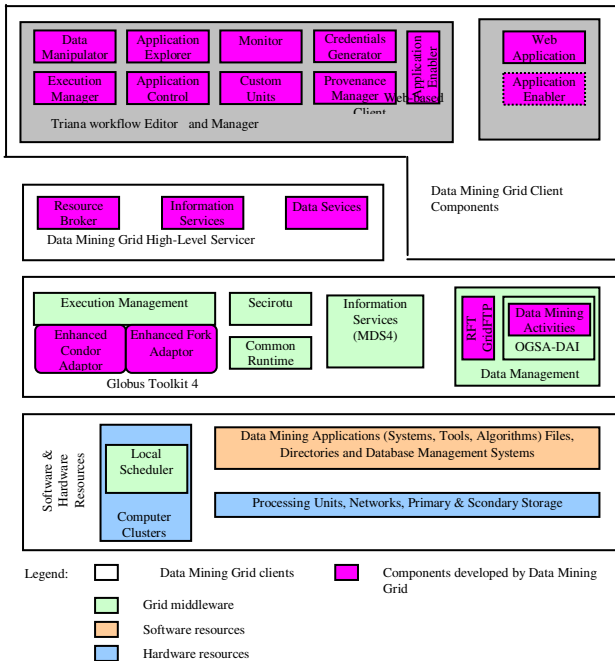 Data Manipulator
Application Explorer
Monitor
Credentials Generator
Application Enabler
Execution Manager
Application Control
Custom Units
Provenance Manager
Web-based
Client
Triana workflow Editor and Manager
Web Application
Application Enabler
Data Mining Grid Client Components
Resource Broker
Information Services
Data Sevices
Data Mining Grid High-Level Servicer
Execution Management
Enhanced Condor Adaptor
Enhanced Fork Adaptor
Globus Toolkit 4
Secirotu
Common Runtime
Information Services (MDS4)
RFT GridFTP
Data Mining Activities
OGSA-DAI
Data Management
Software & Hardware Resources
Local Scheduler
Computer Clusters
Data Mining Applications (Systems, Tools, Algorithms) Files,
Directories and Database Management Systems
Processing Units, Networks, Primary & Scondary Storage
Legend:
Data Mining Grid clients
Components developed by Data Mining
Grid
Grid middleware
Software resources
Hardware resources